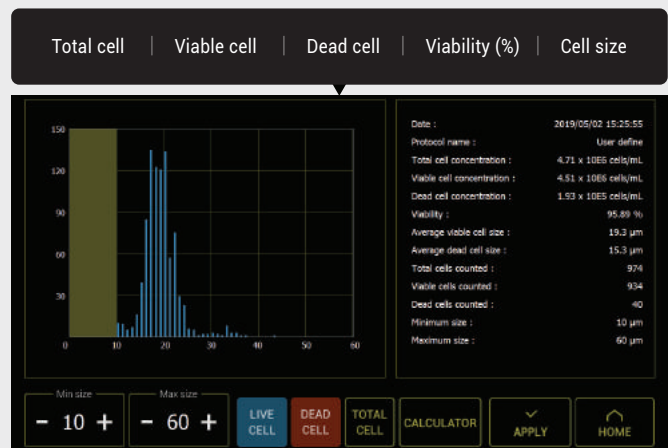 Total cell | Viable cell | Dead cell | Viability (%) | Cell size
150
120
90
60
30
0 10 20 30 40 50 60
Date : 2019/05/02 15:25:55
Protocol name : User define
Total cell concentration : 4.71 x 10E6 cells/mL
Viable cell concentration : 4.51 x 10E6 cells/mL
Dead cell concentration : 1.93 x 10E5 cells/mL
Viability : 95.89 %
Average viable cell size : 19.3 μm
Average dead cell size : 15.3 μm
Total cells counted : 974
Viable cells counted : 934
Dead cells counted : 40
Minimum size : 10 μm
Maximum size : 60 μm
Min size
- 10 +
Max size
- 60 +
LIVE
CELL
DEAD
CELL
TOTAL
CELL
CALCULATOR
APPLY
HOME